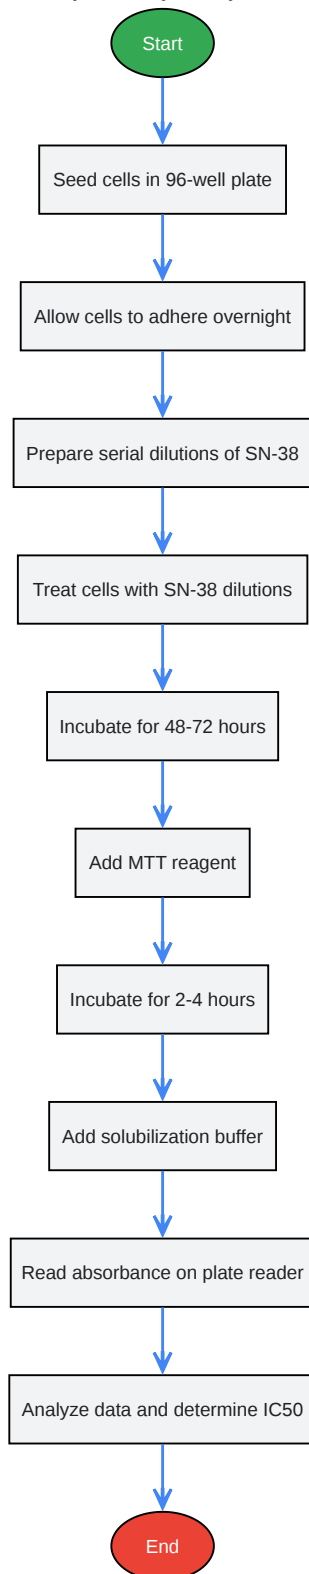 Start
Seed cells in 96-well plate
Allow cells to adhere overnight
Prepare serial dilutions of SN-38
Treat cells with SN-38 dilutions
Incubate for 48-72 hours
Add MTT reagent
Incubate for 2-4 hours
Add solubilization buffer
Read absorbance on plate reader
Analyze data and determine IC50
End